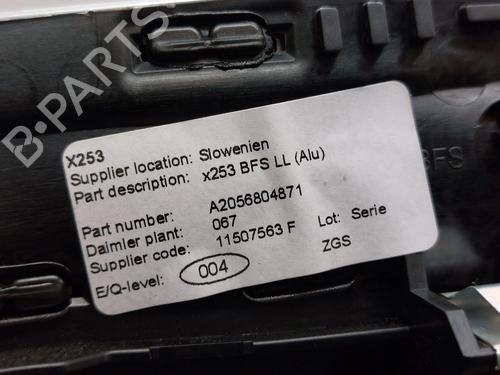 B-PARTS
X253
Supplier location: Slowenien
Part description: x253 BFS LL (Alu)
Part number: A2056804871
Daimler plant: 067
Supplier code: 11507563 F Lot: Serie
E/Q-level: 004 ZGS
BFS